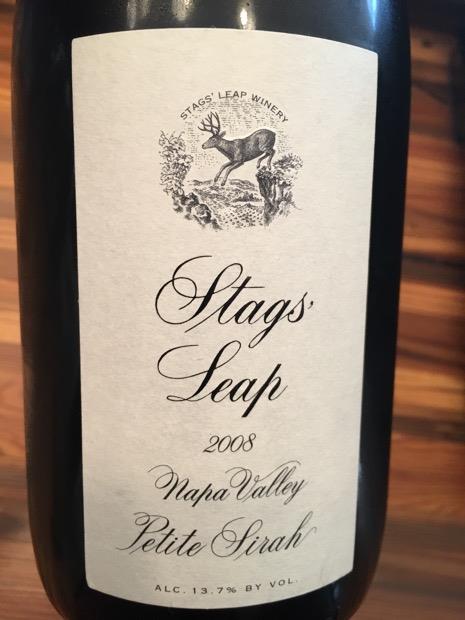 STAGS' LEAP WINERY
Stags'
Leap
2008
Napa Valley
Petite Sirah
ALC. 13.7% BY VOL.